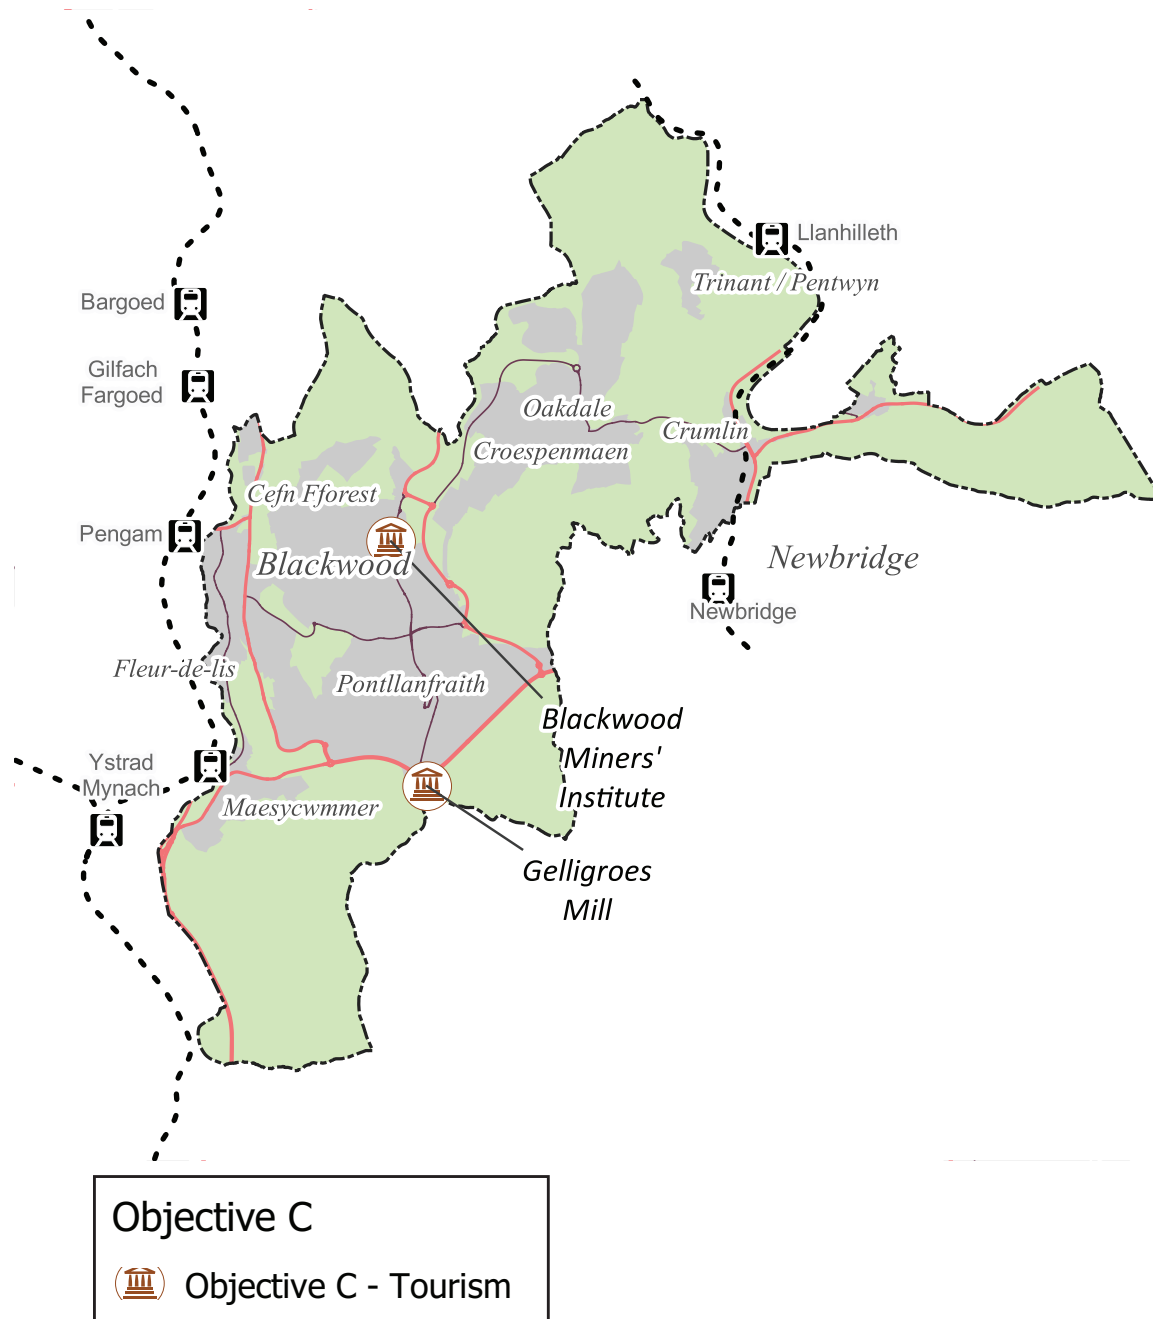 Llanhilleth
Trinant / Pentwyn
Bargoed
Gilfach
Fargoed
Oakdale
Crumlin
Croespenmaen
Cefn Fforest
Pengam
Blackwood
Newbridge
Newbridge
Fleur-de-lis
Pontllanfraith
Blackwood
Miners'
Institute
Ystrad
Mynach
Maesycwmmer
Gelligroes
Mill
Objective C
Objective C - Tourism